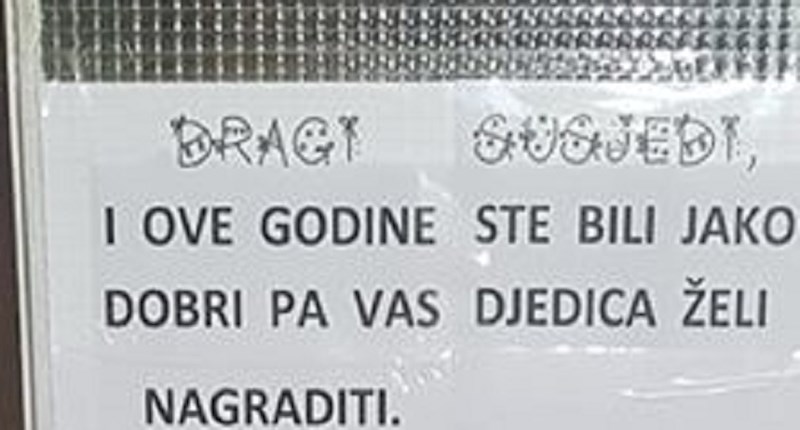 DRAGI SUSJEDI,
I OVE GODINE STE BILI JAKO
DOBRI PA VAS DJEDICA ŽELI
NAGRADITI.